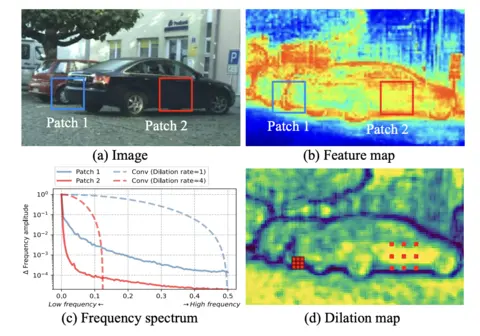 Patch 1
Patch 2
(a) Image
Patch 1
Patch 2
(b) Feature map
Patch 1
Patch 2
Conv (Dilation rate=1)
Conv (Dilation rate=4)
Δ Frequency amplitude
10⁰
10⁻¹
10⁻²
10⁻³
10⁻⁴
0.0
0.1
0.2
0.3
0.4
0.5
Low frequency←
→High frequency
(c) Frequency spectrum
(d) Dilation map